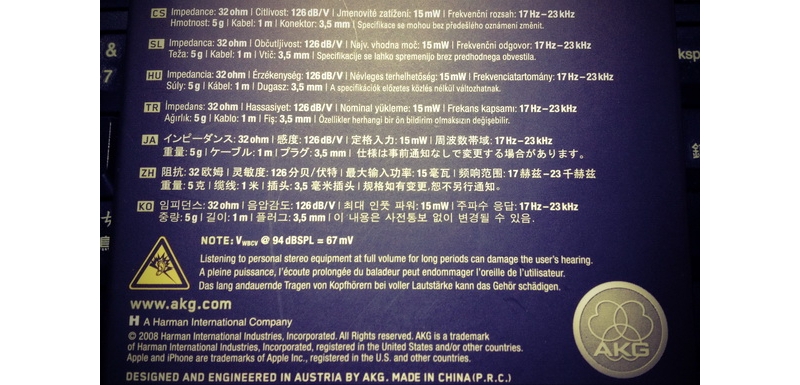 CS Impedance: 32 ohm | Citlivost: 126 dB/V | Jmenovité zatížení: 15 mW | Frekvenční rozsah: 17 Hz – 23 kHz
Hmotnost: 5 g | Kabel: 1 m | Konektor: 3,5 mm | Specifikace se mohou bez předešlého oznámení změnit.
SL Impedanca: 32 ohm | Občutljivost: 126 dB/V | Najv. vhodna moč: 15 mW | Frekvenčni odgovor: 17 Hz – 23 kHz
Teža: 5 g | Kabel: 1 m | Vtič: 3,5 mm | Specifikacije se lahko spremenijo brez predhodnega obvestila.
HU Impedancia: 32 ohm | Érzékenység: 126 dB/V | Névleges terhelhetőség: 15 mW | Frekvenciatartomány: 17 Hz – 23 kHz
Súly: 5 g | Kábel: 1 m | Dugasz: 3,5 mm | A specifikációk előzetes közlés nélkül változhatnak.
TR İmpedans: 32 ohm | Hassasiyet: 126 dB/V | Nominal yükleme: 15 mW | Frekans kapsamı: 17 Hz – 23 kHz
Ağırlık: 5 g | Kablo: 1 m | Fiş: 3,5 mm | Özellikler herhangi bir ön bildirim olmaksızın değişebilir.
JA インピーダンス: 32 ohm | 感度: 126 dB/V | 定格入力: 15 mW | 周波数帯域: 17 Hz – 23 kHz
重量: 5 g | ケーブル: 1 m | プラグ: 3,5 mm | 仕様は事前通知なしで変更する場合があります。
ZH 阻抗: 32 欧姆 | 灵敏度: 126 分贝/伏特 | 最大输入功率: 15 毫瓦 | 频响范围: 17 赫兹 – 23 千赫兹
重量: 5 克 | 缆线: 1 米 | 插头: 3,5 毫米插头 | 规格如有变更,恕不另行通知。
KO 임피던스: 32 ohm | 음압감도: 126 dB/V | 최대 인풋 파워: 15 mW | 주파수 응답: 17 Hz – 23 kHz
중량: 5 g | 길이: 1 m | 플러그: 3,5 mm | 이 내용은 사전통보 없이 변경될 수 있음.
NOTE: VWBCV @ 94 dBSPL = 67 mV
Listening to personal stereo equipment at full volume for long periods can damage the user's hearing.
A pleine puissance, l'écoute prolongée du baladeur peut endommager l'oreille de l'utilisateur.
Das lang andauernde Tragen von Kopfhörern bei voller Lautstärke kann das Gehör schädigen.
www.akg.com
H A Harman International Company
© 2008 Harman International Industries, Incorporated. All Rights reserved. AKG is a trademark
of Harman International Industries, Incorporated, registered in the United States and/or other countries.
Apple and iPhone are trademarks of Apple Inc., registered in the U.S. and other countries.
AKG
DESIGNED AND ENGINEERED IN AUSTRIA BY AKG. MADE IN CHINA (P.R.C.)
&
7